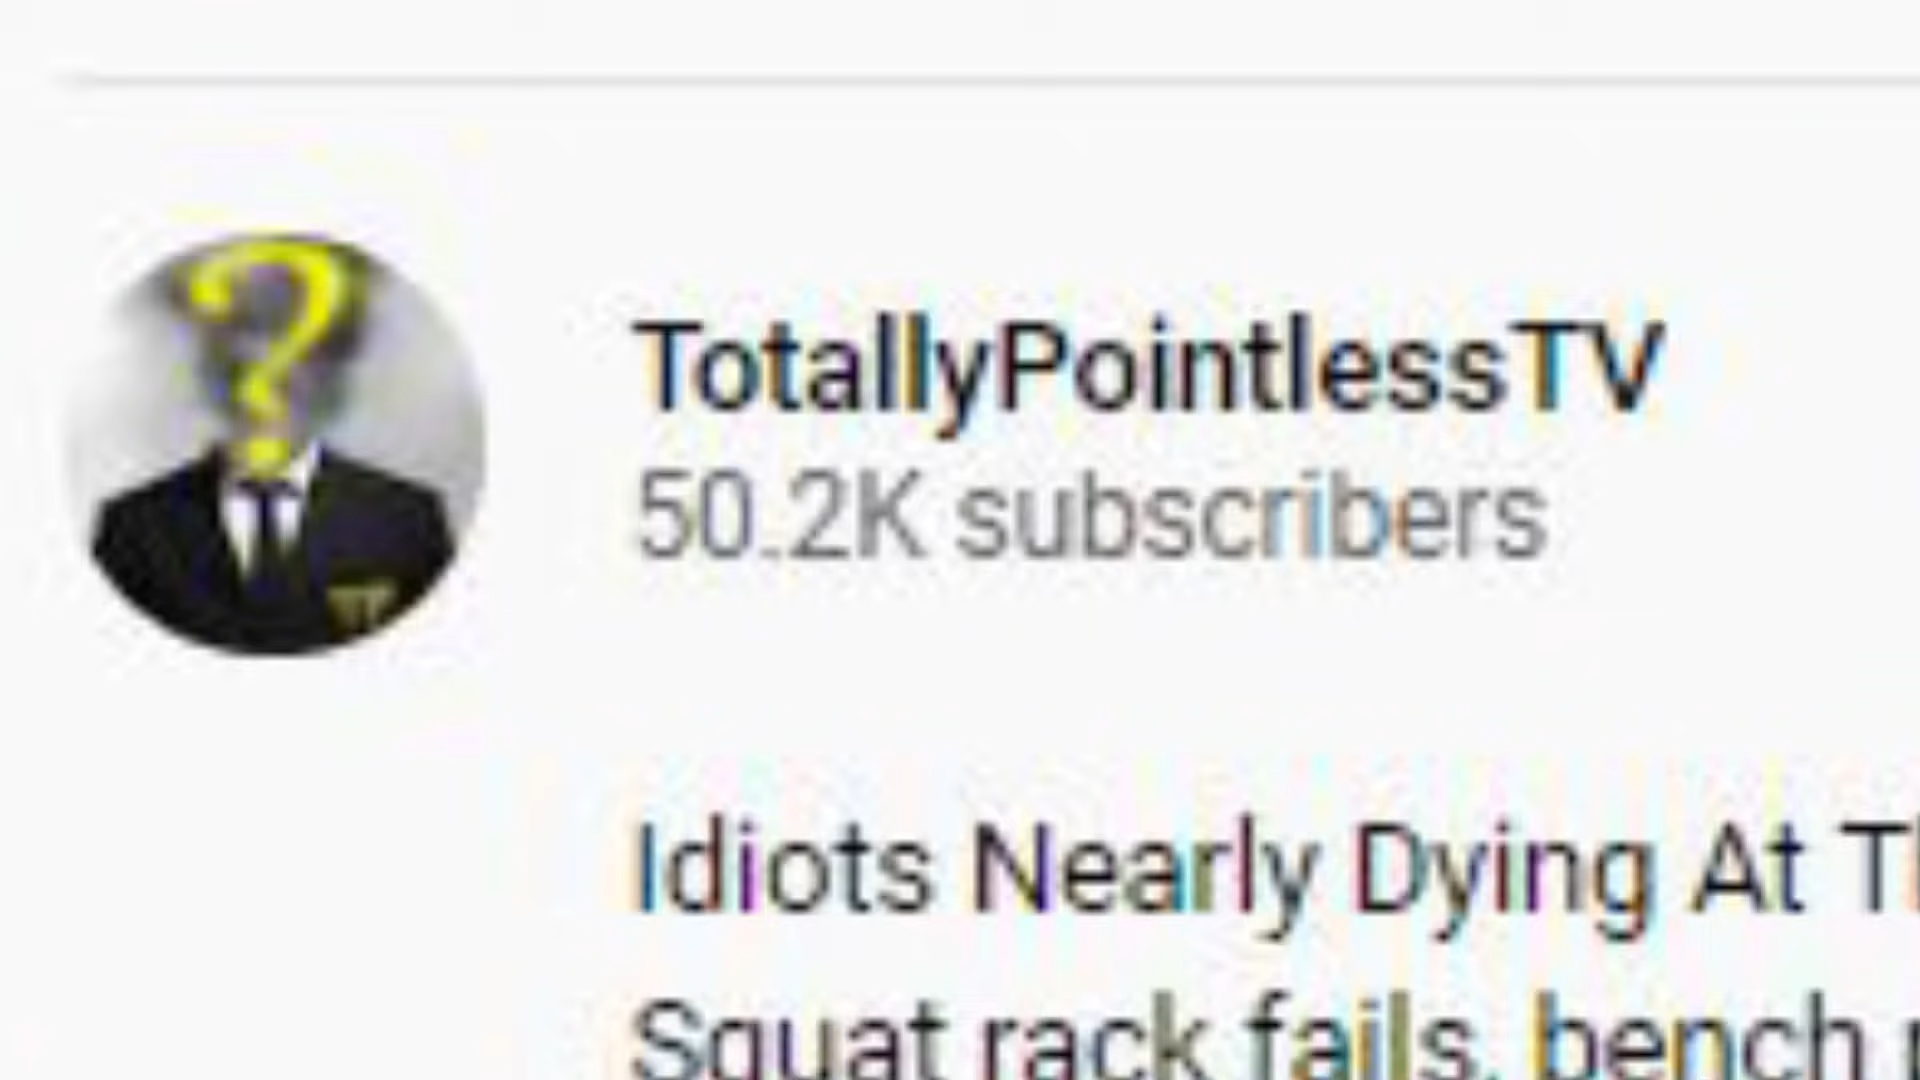 ?
TotallyPointlessTV
50.2K subscribers
Idiots Nearly Dying At
Squat rack fails, bench